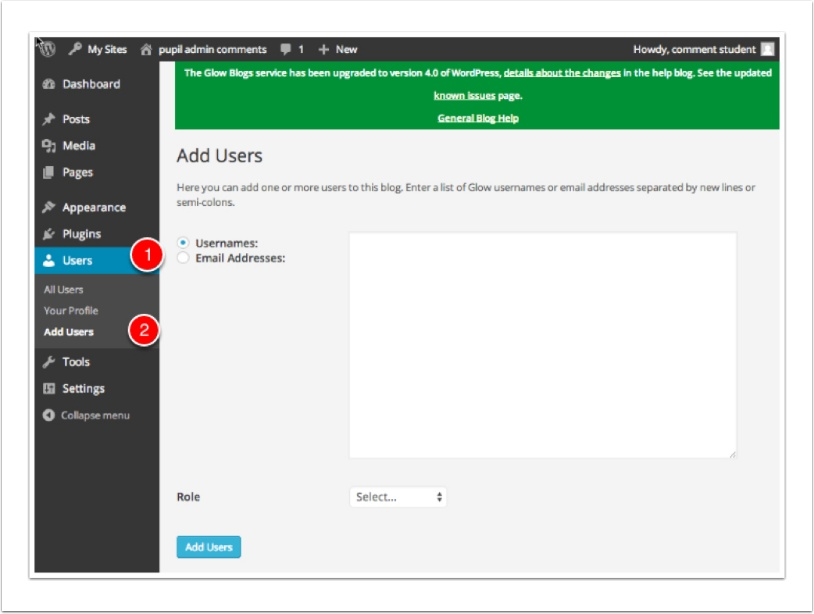 My Sites pupil admin comments 1 + New Howdy, comment student
The Glow Blogs service has been upgraded to version 4.0 of WordPress, details about the changes in the help blog. See the updated
known issues page.
General Blog Help
Dashboard
Posts
Media
Pages
Appearance
Plugins
Users 1
All Users
Your Profile
Add Users 2
Tools
Settings
Collapse menu
Add Users
Here you can add one or more users to this blog. Enter a list of Glow usernames or email addresses separated by new lines or
semi-colons.
Usernames:
Email Addresses:
Role Select...
Add Users